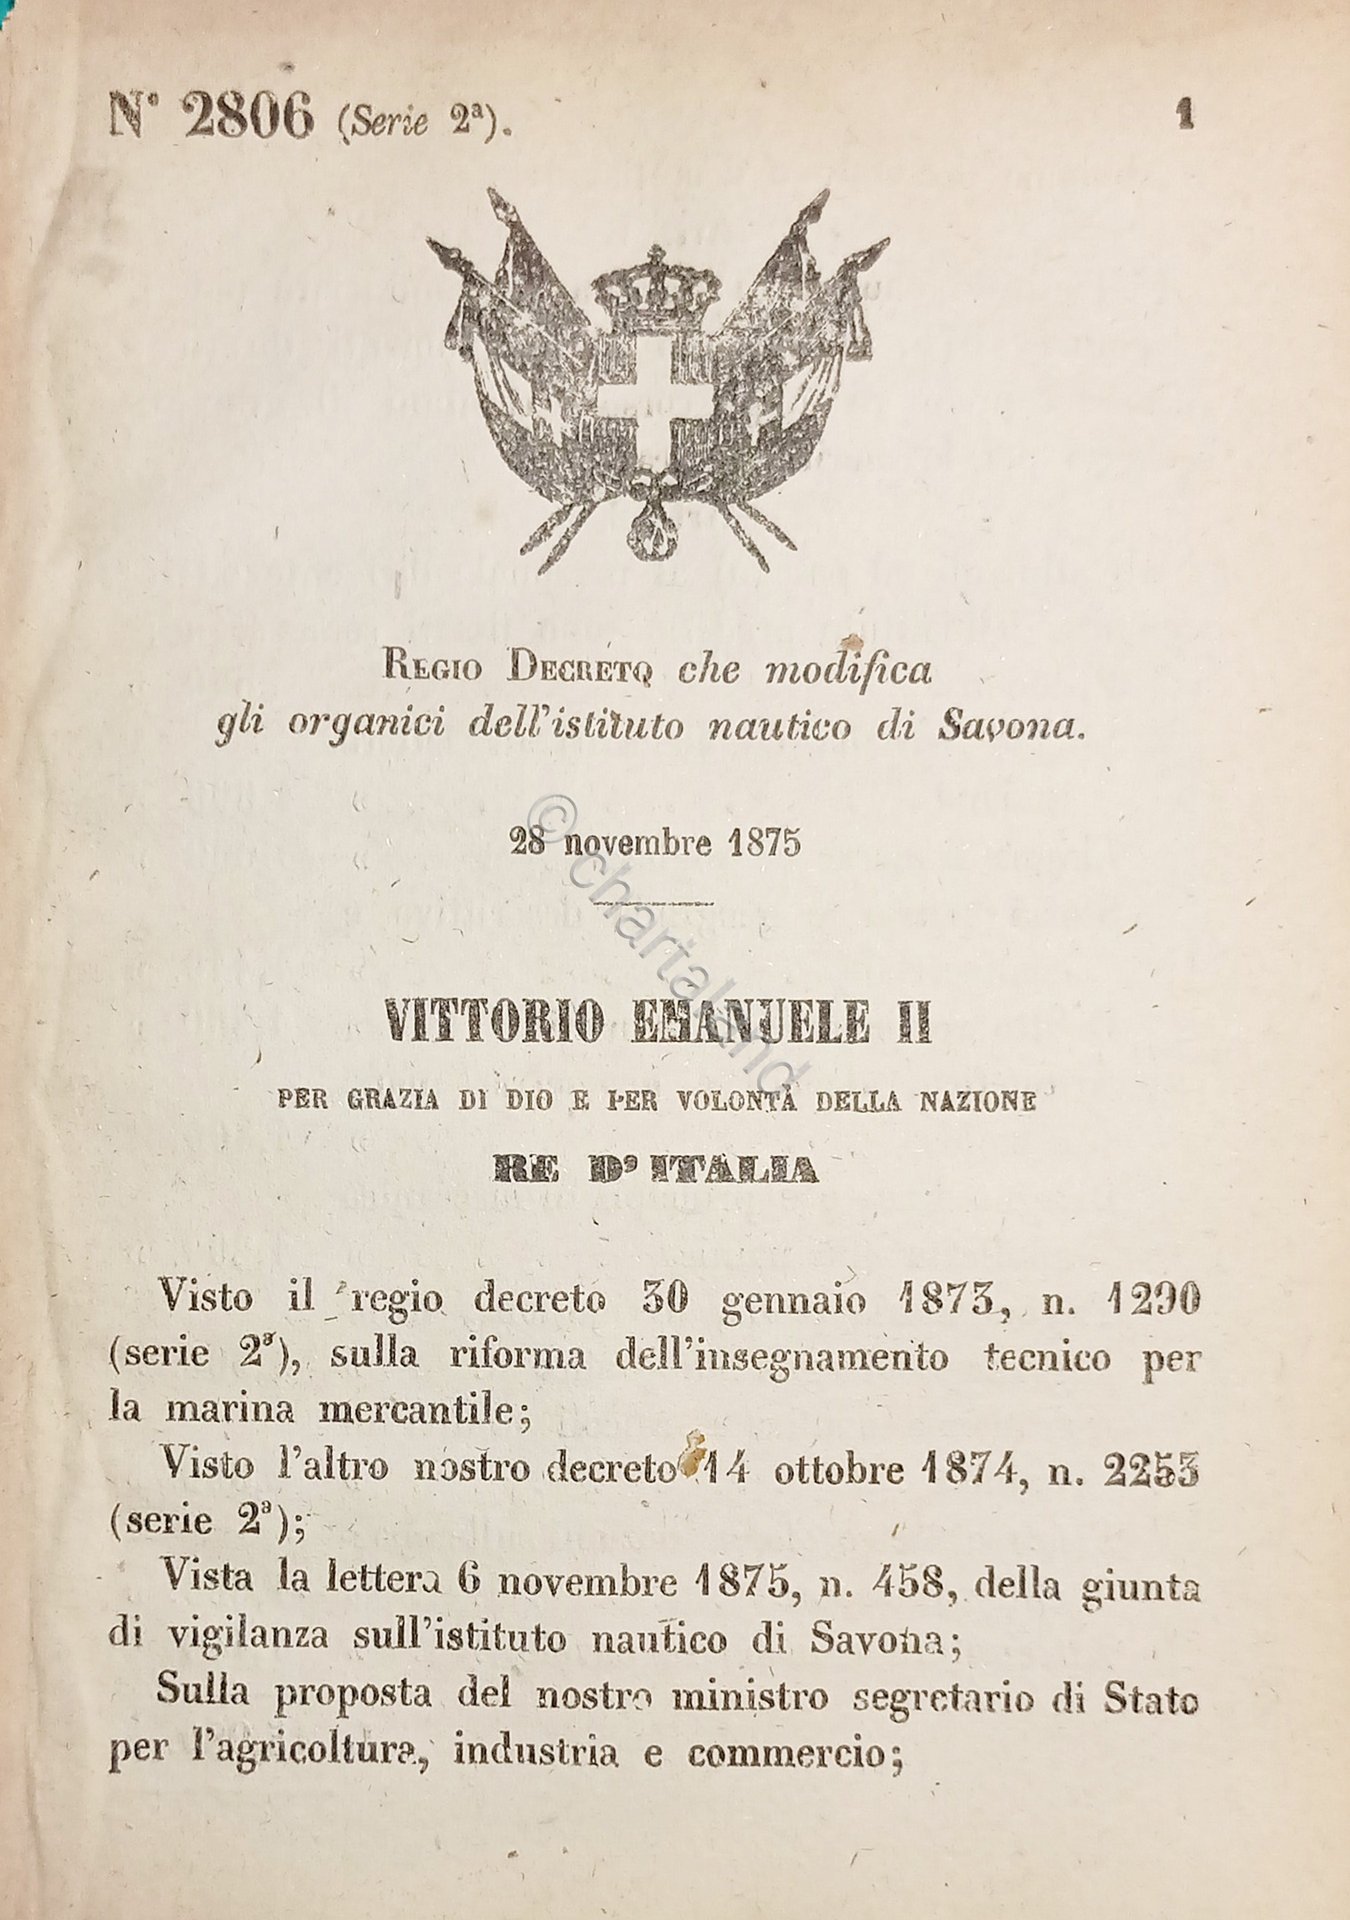 N° 2806 (Serie 2ª). 1
REGIO DECRETO che modifica
gli organici dell'istituto nautico di Savona.
28 novembre 1875
© chartaland
VITTORIO EMANUELE II
PER GRAZIA DI DIO E PER VOLONTÀ DELLA NAZIONE
RE D'ITALIA
Visto il regio decreto 30 gennaio 1873, n. 1290
(serie 2ª), sulla riforma dell'insegnamento tecnico per
la marina mercantile;
Visto l'altro nostro decreto 14 ottobre 1874, n. 2253
(serie 2ª);
Vista la lettera 6 novembre 1875, n. 458, della giunta
di vigilanza sull'istituto nautico di Savona;
Sulla proposta del nostro ministro segretario di Stato
per l'agricoltura, industria e commercio;